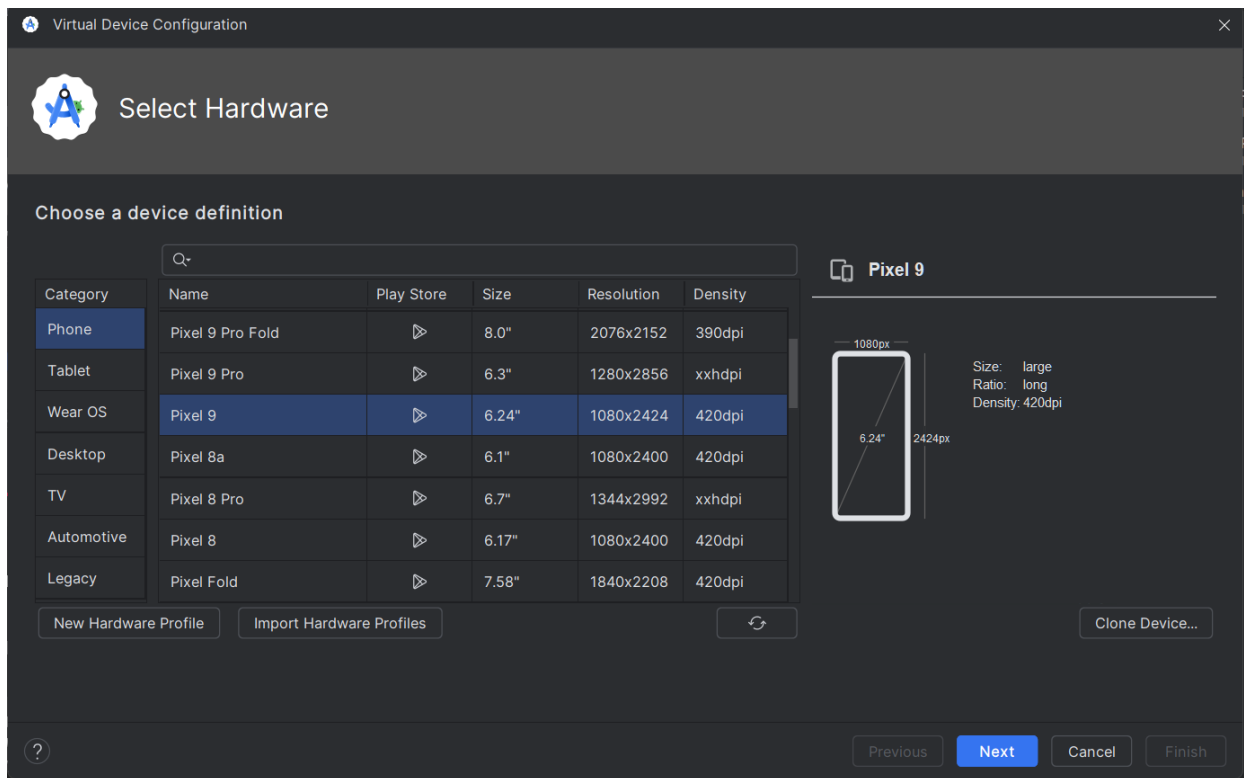 Virtual Device Configuration
Select Hardware
Choose a device definition
Category
Phone
Tablet
Wear OS
Desktop
TV
Automotive
Legacy
Name Play Store Size Resolution Density
Pixel 9 Pro Fold 8.0" 2076x2152 390dpi
Pixel 9 Pro 6.3" 1280x2856 xxhdpi
Pixel 9 6.24" 1080x2424 420dpi
Pixel 8a 6.1" 1080x2400 420dpi
Pixel 8 Pro 6.7" 1344x2992 xxhdpi
Pixel 8 6.17" 1080x2400 420dpi
Pixel Fold 7.58" 1840x2208 420dpi
New Hardware Profile Import Hardware Profiles
Pixel 9
1080px
6.24" 2424px
Size: large
Ratio: long
Density: 420dpi
Clone Device...
? Previous Next Cancel Finish